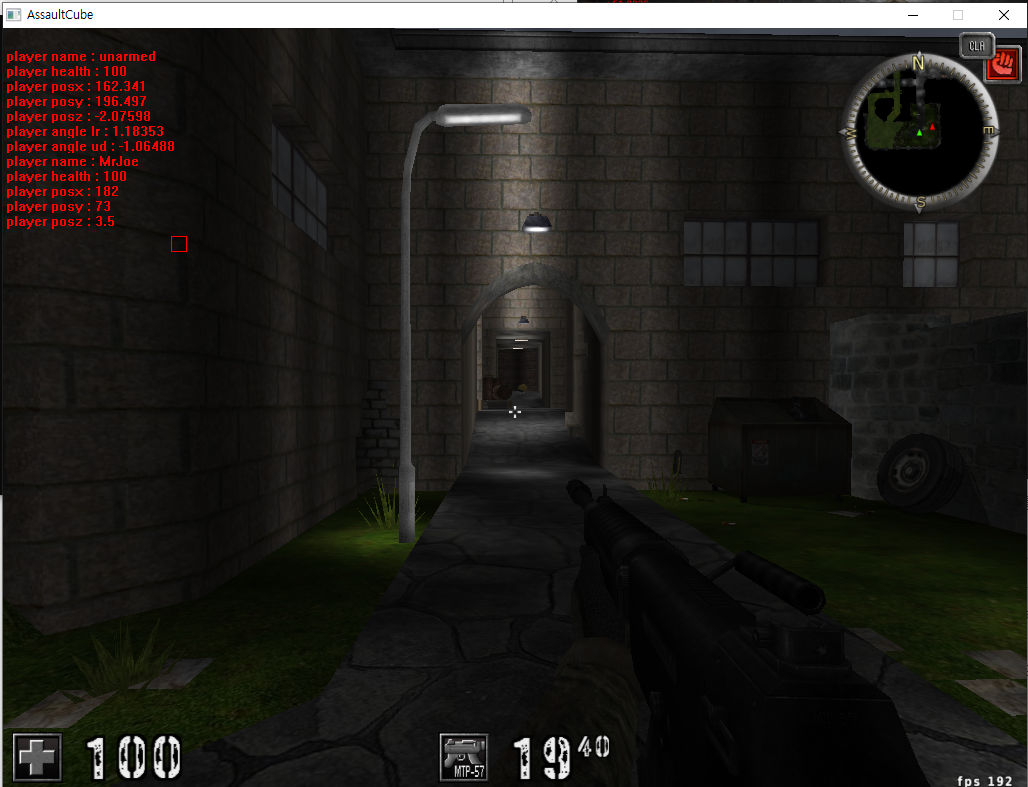 AssaultCube
player name : unarmed
player health : 100
player posx : 162.341
player posy : 196.497
player posz : -2.07598
player angle lr : 1.18353
player angle ud : -1.06488
player name : MrJoe
player health : 100
player posx : 182
player posy : 73
player posz : 3.5
CLA
N
W
E
S
100
MTP-57
19 40
fps 192